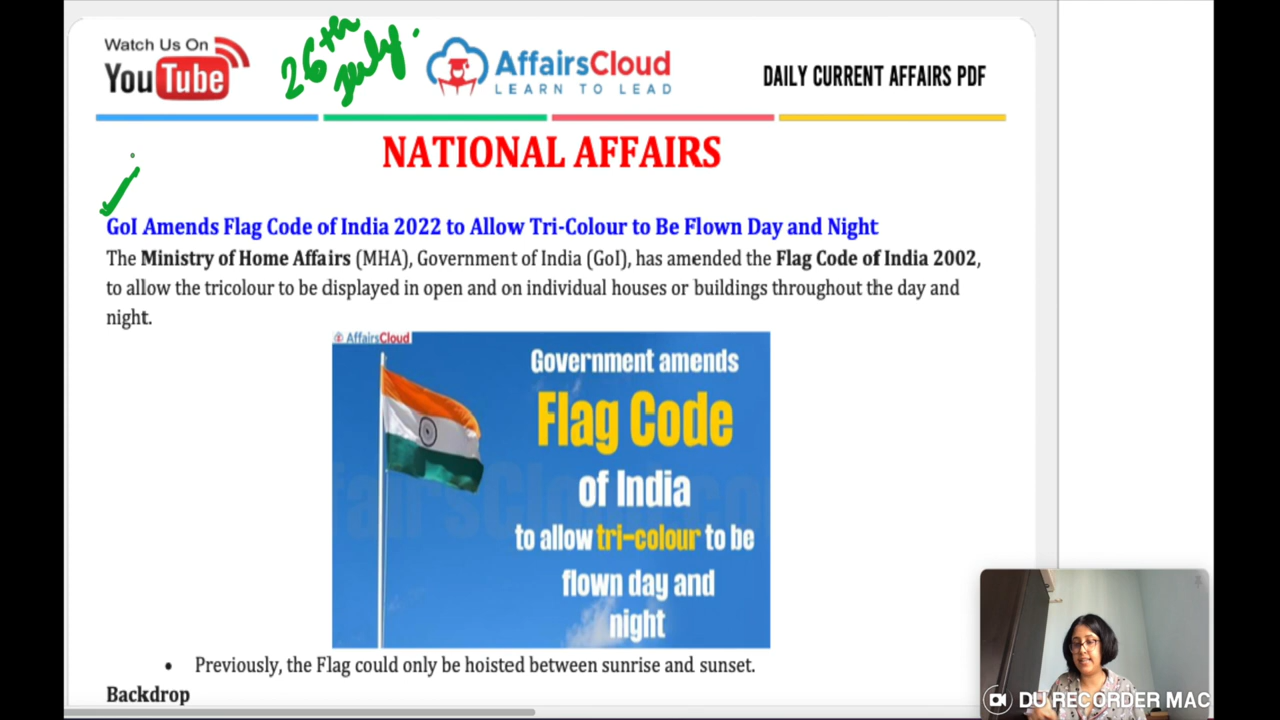 Watch Us On
YouTube
26th
July.
AffairsCloud
LEARN TO LEAD
DAILY CURRENT AFFAIRS PDF
NATIONAL AFFAIRS
GoI Amends Flag Code of India 2022 to Allow Tri-Colour to Be Flown Day and Night
The Ministry of Home Affairs (MHA), Government of India (GoI), has amended the Flag Code of India 2002,
to allow the tricolour to be displayed in open and on individual houses or buildings throughout the day and
night.
AffairsCloud
Government amends
Flag Code
of India
to allow tri-colour to be
flown day and
night
• Previously, the Flag could only be hoisted between sunrise and sunset.
Backdrop
DU RECORDER MAC